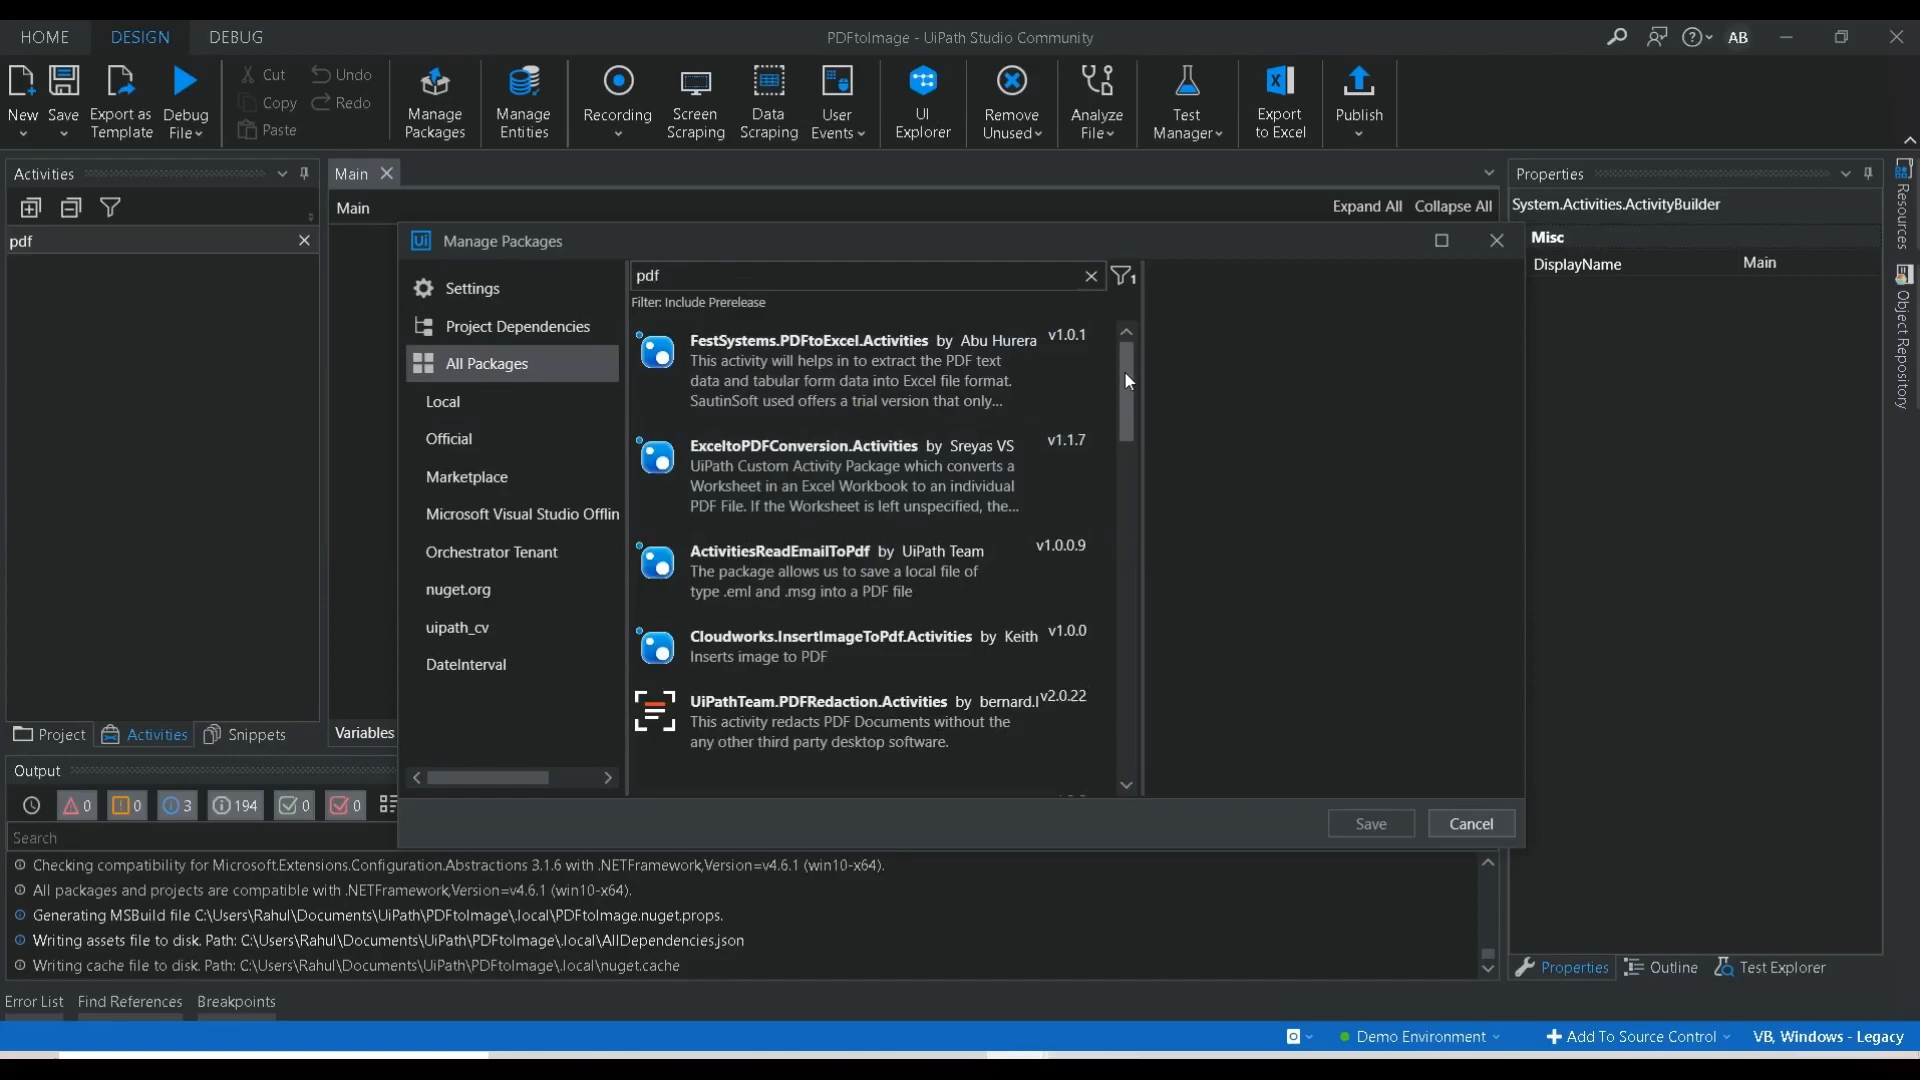 HOME
DESIGN
DEBUG
PDFtoImage - UiPath Studio Community
AB
New
Save
Export as
Template
Debug
File
Cut
Copy
Paste
Undo
Redo
Manage
Packages
Manage
Entities
Recording
Screen
Scraping
Data
Scraping
User
Events
UI
Explorer
Remove
Unused
Analyze
File
Test
Manager
Export
to Excel
Publish
Activities
pdf
Main
Main
Expand All
Collapse All
Properties
System.Activities.ActivityBuilder
Misc
DisplayName
Main
Resources
Object Repository
Ui
Manage Packages
Settings
Project Dependencies
All Packages
Local
Official
Marketplace
Microsoft Visual Studio Offlin
Orchestrator Tenant
nuget.org
uipath_cv
DateInterval
pdf
1
Filter: Include Prerelease
FestSystems.PDFtoExcel.Activities by Abu Hurera v1.0.1
This activity will helps in to extract the PDF text
data and tabular form data into Excel file format.
SautinSoft used offers a trial version that only...
ExceltoPDFConversion.Activities by Sreyas VS v1.1.7
UiPath Custom Activity Package which converts a
Worksheet in an Excel Workbook to an individual
PDF File. If the Worksheet is left unspecified, the...
ActivitiesReadEmailToPdf by UiPath Team v1.0.0.9
The package allows us to save a local file of
type .eml and .msg into a PDF file
Cloudworks.InsertImageToPdf.Activities by Keith v1.0.0
Inserts image to PDF
UiPathTeam.PDFRedaction.Activities by bernard.l v2.0.22
This activity redacts PDF Documents without the
any other third party desktop software.
Save
Cancel
Project
Activities
Snippets
Variables
Output
0
0
3
194
0
0
Search
Checking compatibility for Microsoft.Extensions.Configuration.Abstractions 3.1.6 with .NETFramework,Version=v4.6.1 (win10-x64).
All packages and projects are compatible with .NETFramework,Version=v4.6.1 (win10-x64).
Generating MSBuild file C:\Users\Rahul\Documents\UiPath\PDFtoImage\.local\PDFtoImage.nuget.props.
Writing assets file to disk. Path: C:\Users\Rahul\Documents\UiPath\PDFtoImage\.local\AllDependencies.json
Writing cache file to disk. Path: C:\Users\Rahul\Documents\UiPath\PDFtoImage\.local\nuget.cache
Properties
Outline
Test Explorer
Error List
Find References
Breakpoints
Demo Environment
Add To Source Control
VB, Windows - Legacy